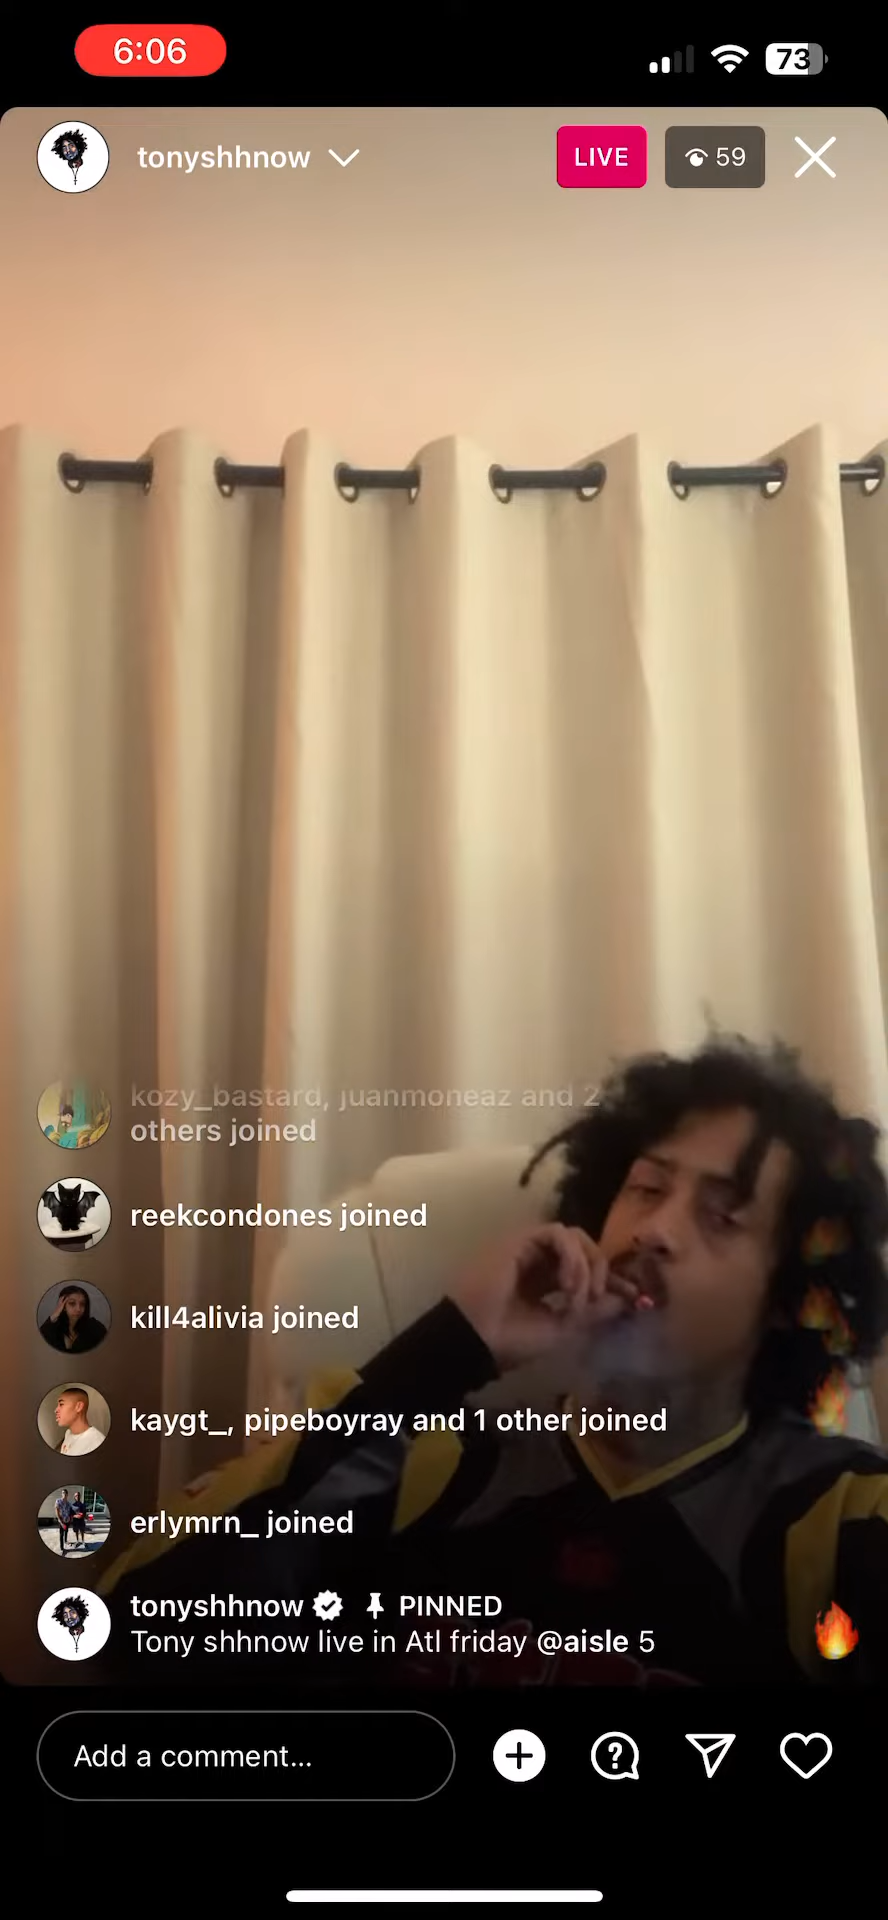 6:06
73
tonyshhnow
LIVE
59
kozy_bastard, juanmoneaz and 2
others joined
reekcondones joined
kill4alivia joined
kaygt_, pipeboyray and 1 other joined
erlymrn_ joined
tonyshhnow PINNED
Tony shhnow live in Atl friday @aisle 5
Add a comment...